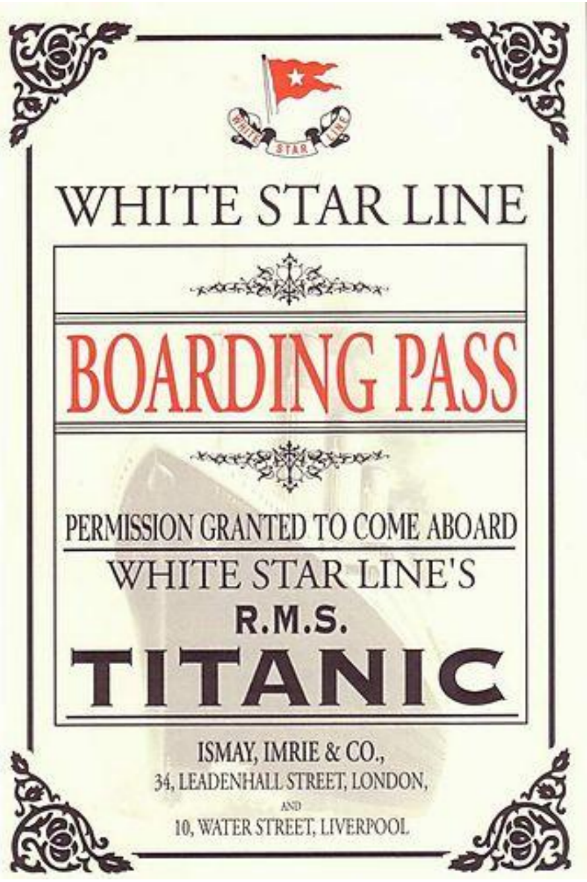 WHITE STAR LINE
WHITE STAR LINE
BOARDING PASS
PERMISSION GRANTED TO COME ABOARD
WHITE STAR LINE'S
R.M.S.
TITANIC
ISMAY, IMRIE & CO.,
34, LEADENHALL STREET, LONDON,
AND
10, WATER STREET, LIVERPOOL